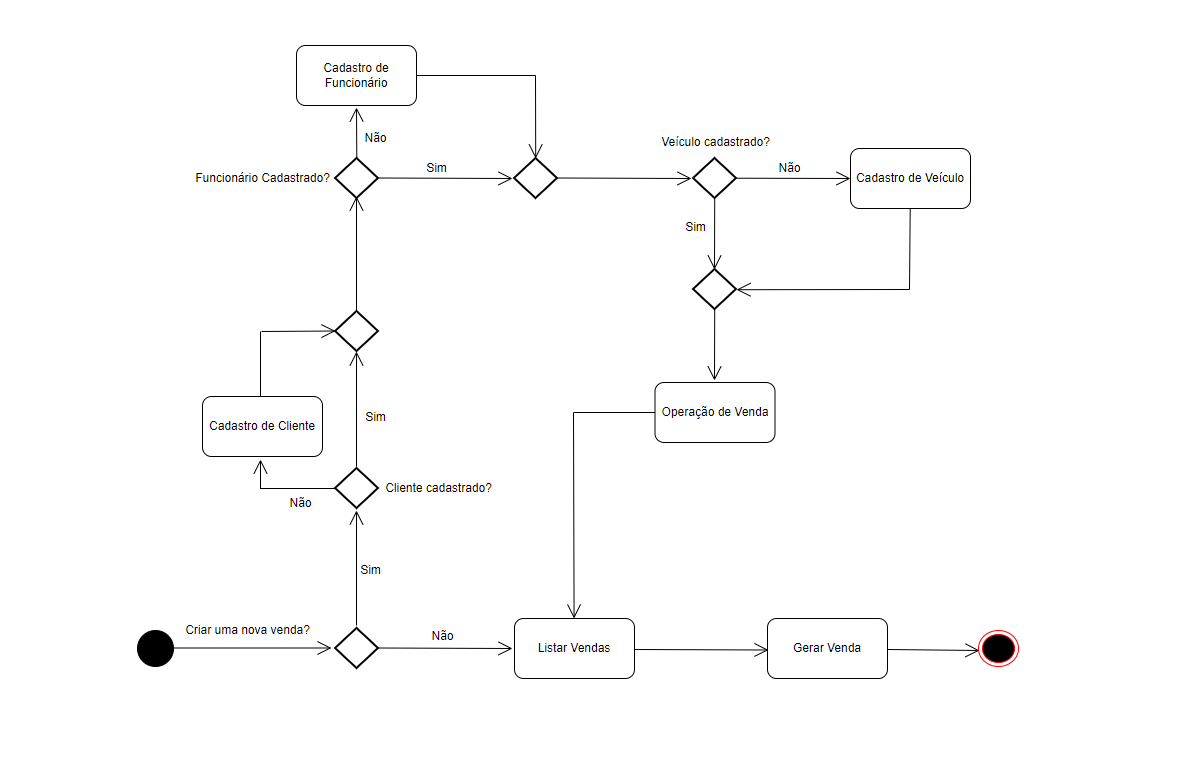 Cadastro de
Funcionário
Não
Veículo cadastrado?
Funcionário Cadastrado?
Sim
Não
Cadastro de Veículo
Sim
Operação de Venda
Sim
Cadastro de Cliente
Cliente cadastrado?
Não
Sim
Criar uma nova venda?
Não
Listar Vendas
Gerar Venda